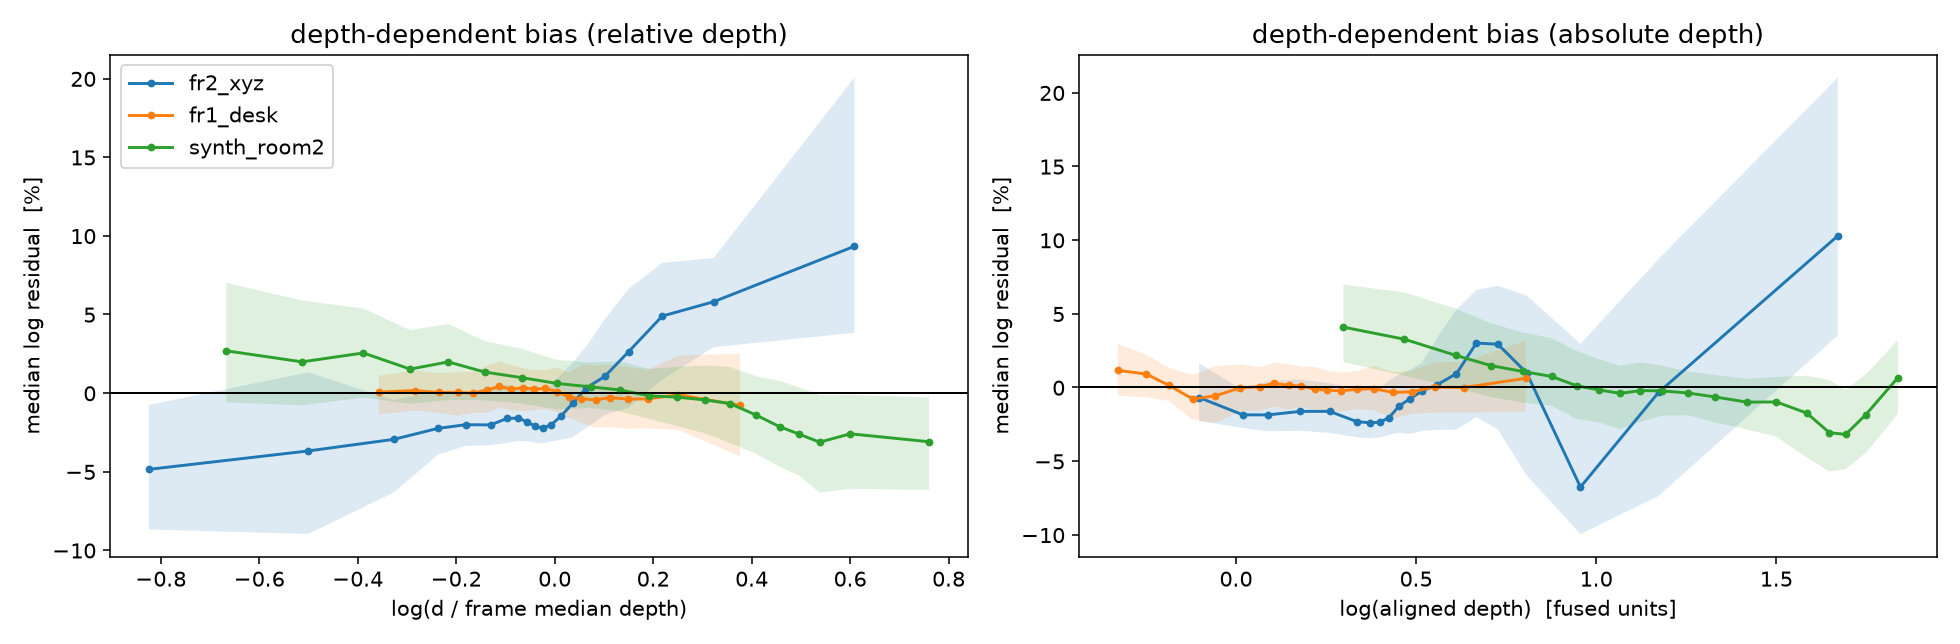 depth-dependent bias (relative depth)
median log residual [%]
20
15
10
5
0
−5
−10
fr2_xyz
fr1_desk
synth_room2
−0.8 −0.6 −0.4 −0.2 0.0 0.2 0.4 0.6 0.8
log(d / frame median depth)
depth-dependent bias (absolute depth)
median log residual [%]
20
15
10
5
0
−5
−10
0.0 0.5 1.0 1.5
log(aligned depth) [fused units]